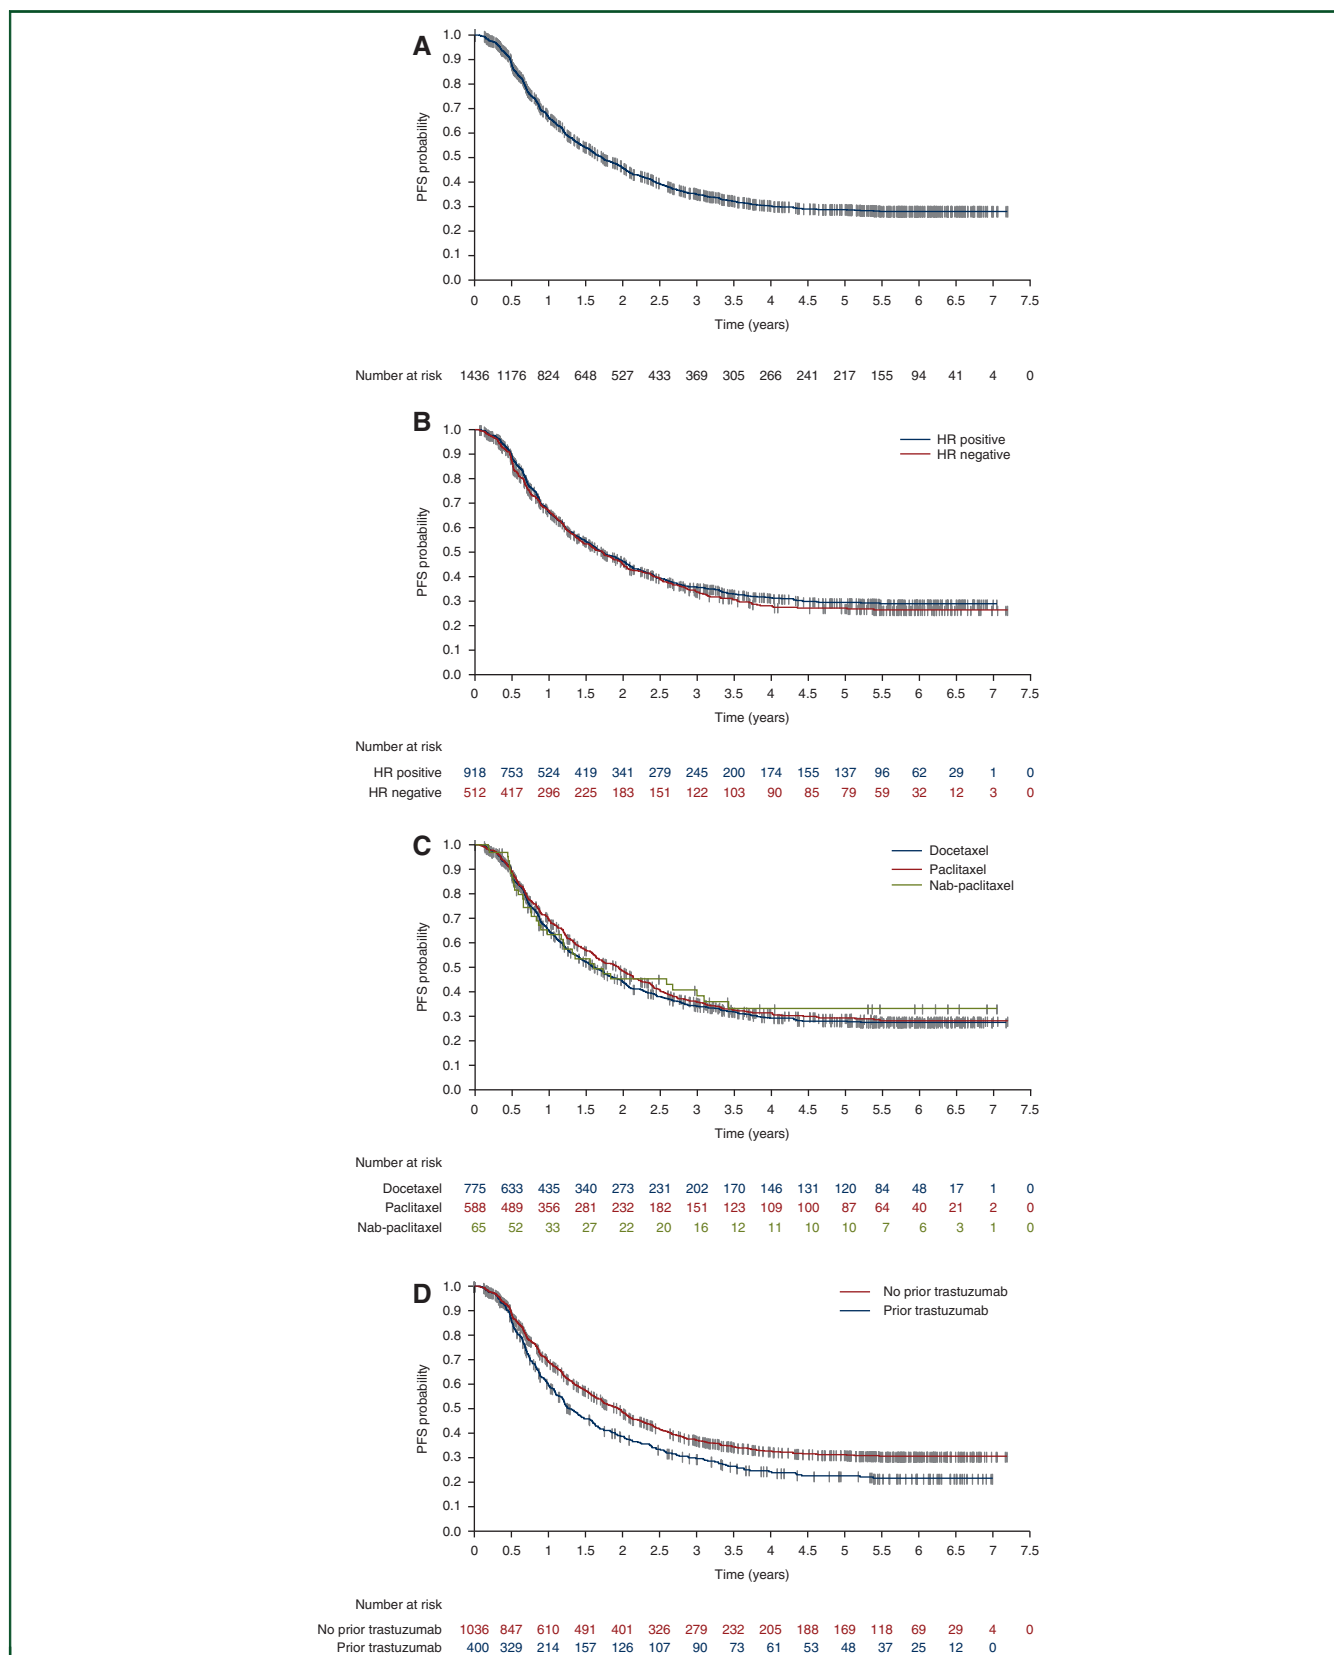 A
PFS probability
1.0
0.9
0.8
0.7
0.6
0.5
0.4
0.3
0.2
0.1
0.0
0 0.5 1 1.5 2 2.5 3 3.5 4 4.5 5 5.5 6 6.5 7 7.5
Time (years)
Number at risk 1436 1176 824 648 527 433 369 305 266 241 217 155 94 41 4 0
B
PFS probability
1.0
0.9
0.8
0.7
0.6
0.5
0.4
0.3
0.2
0.1
0.0
HR positive
HR negative
0 0.5 1 1.5 2 2.5 3 3.5 4 4.5 5 5.5 6 6.5 7 7.5
Time (years)
Number at risk
HR positive 918 753 524 419 341 279 245 200 174 155 137 96 62 29 1 0
HR negative 512 417 296 225 183 151 122 103 90 85 79 59 32 12 3 0
C
PFS probability
1.0
0.9
0.8
0.7
0.6
0.5
0.4
0.3
0.2
0.1
0.0
Docetaxel
Paclitaxel
Nab-paclitaxel
0 0.5 1 1.5 2 2.5 3 3.5 4 4.5 5 5.5 6 6.5 7 7.5
Time (years)
Number at risk
Docetaxel 775 633 435 340 273 231 202 170 146 131 120 84 48 17 1 0
Paclitaxel 588 489 356 281 232 182 151 123 109 100 87 64 40 21 2 0
Nab-paclitaxel 65 52 33 27 22 20 16 12 11 10 10 7 6 3 1 0
D
PFS probability
1.0
0.9
0.8
0.7
0.6
0.5
0.4
0.3
0.2
0.1
0.0
No prior trastuzumab
Prior trastuzumab
0 0.5 1 1.5 2 2.5 3 3.5 4 4.5 5 5.5 6 6.5 7 7.5
Time (years)
Number at risk
No prior trastuzumab 1036 847 610 491 401 326 279 232 205 188 169 118 69 29 4 0
Prior trastuzumab 400 329 214 157 126 107 90 73 61 53 48 37 25 12 0